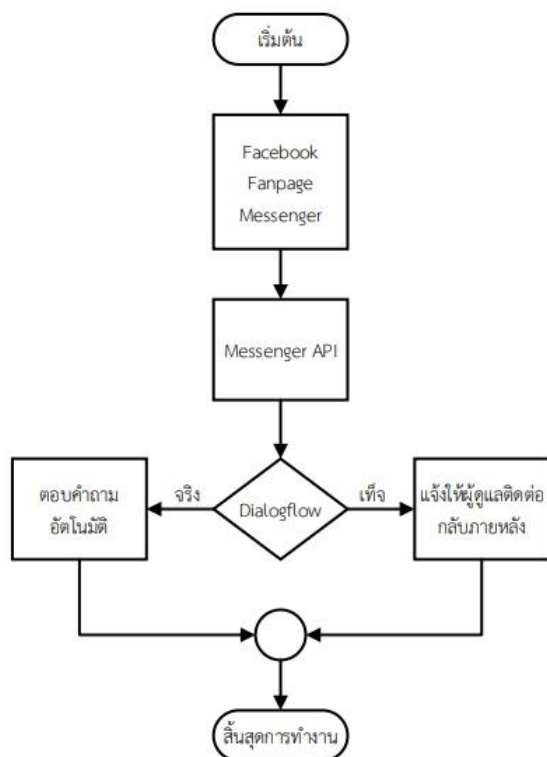 เริ่มต้น
Facebook
Fanpage
Messenger
Messenger API
ตอบคำถาม
อัตโนมัติ
จริง
Dialogflow
เท็จ
แจ้งให้ผู้ดูแลติดต่อ
กลับภายหลัง
สิ้นสุดการทำงาน